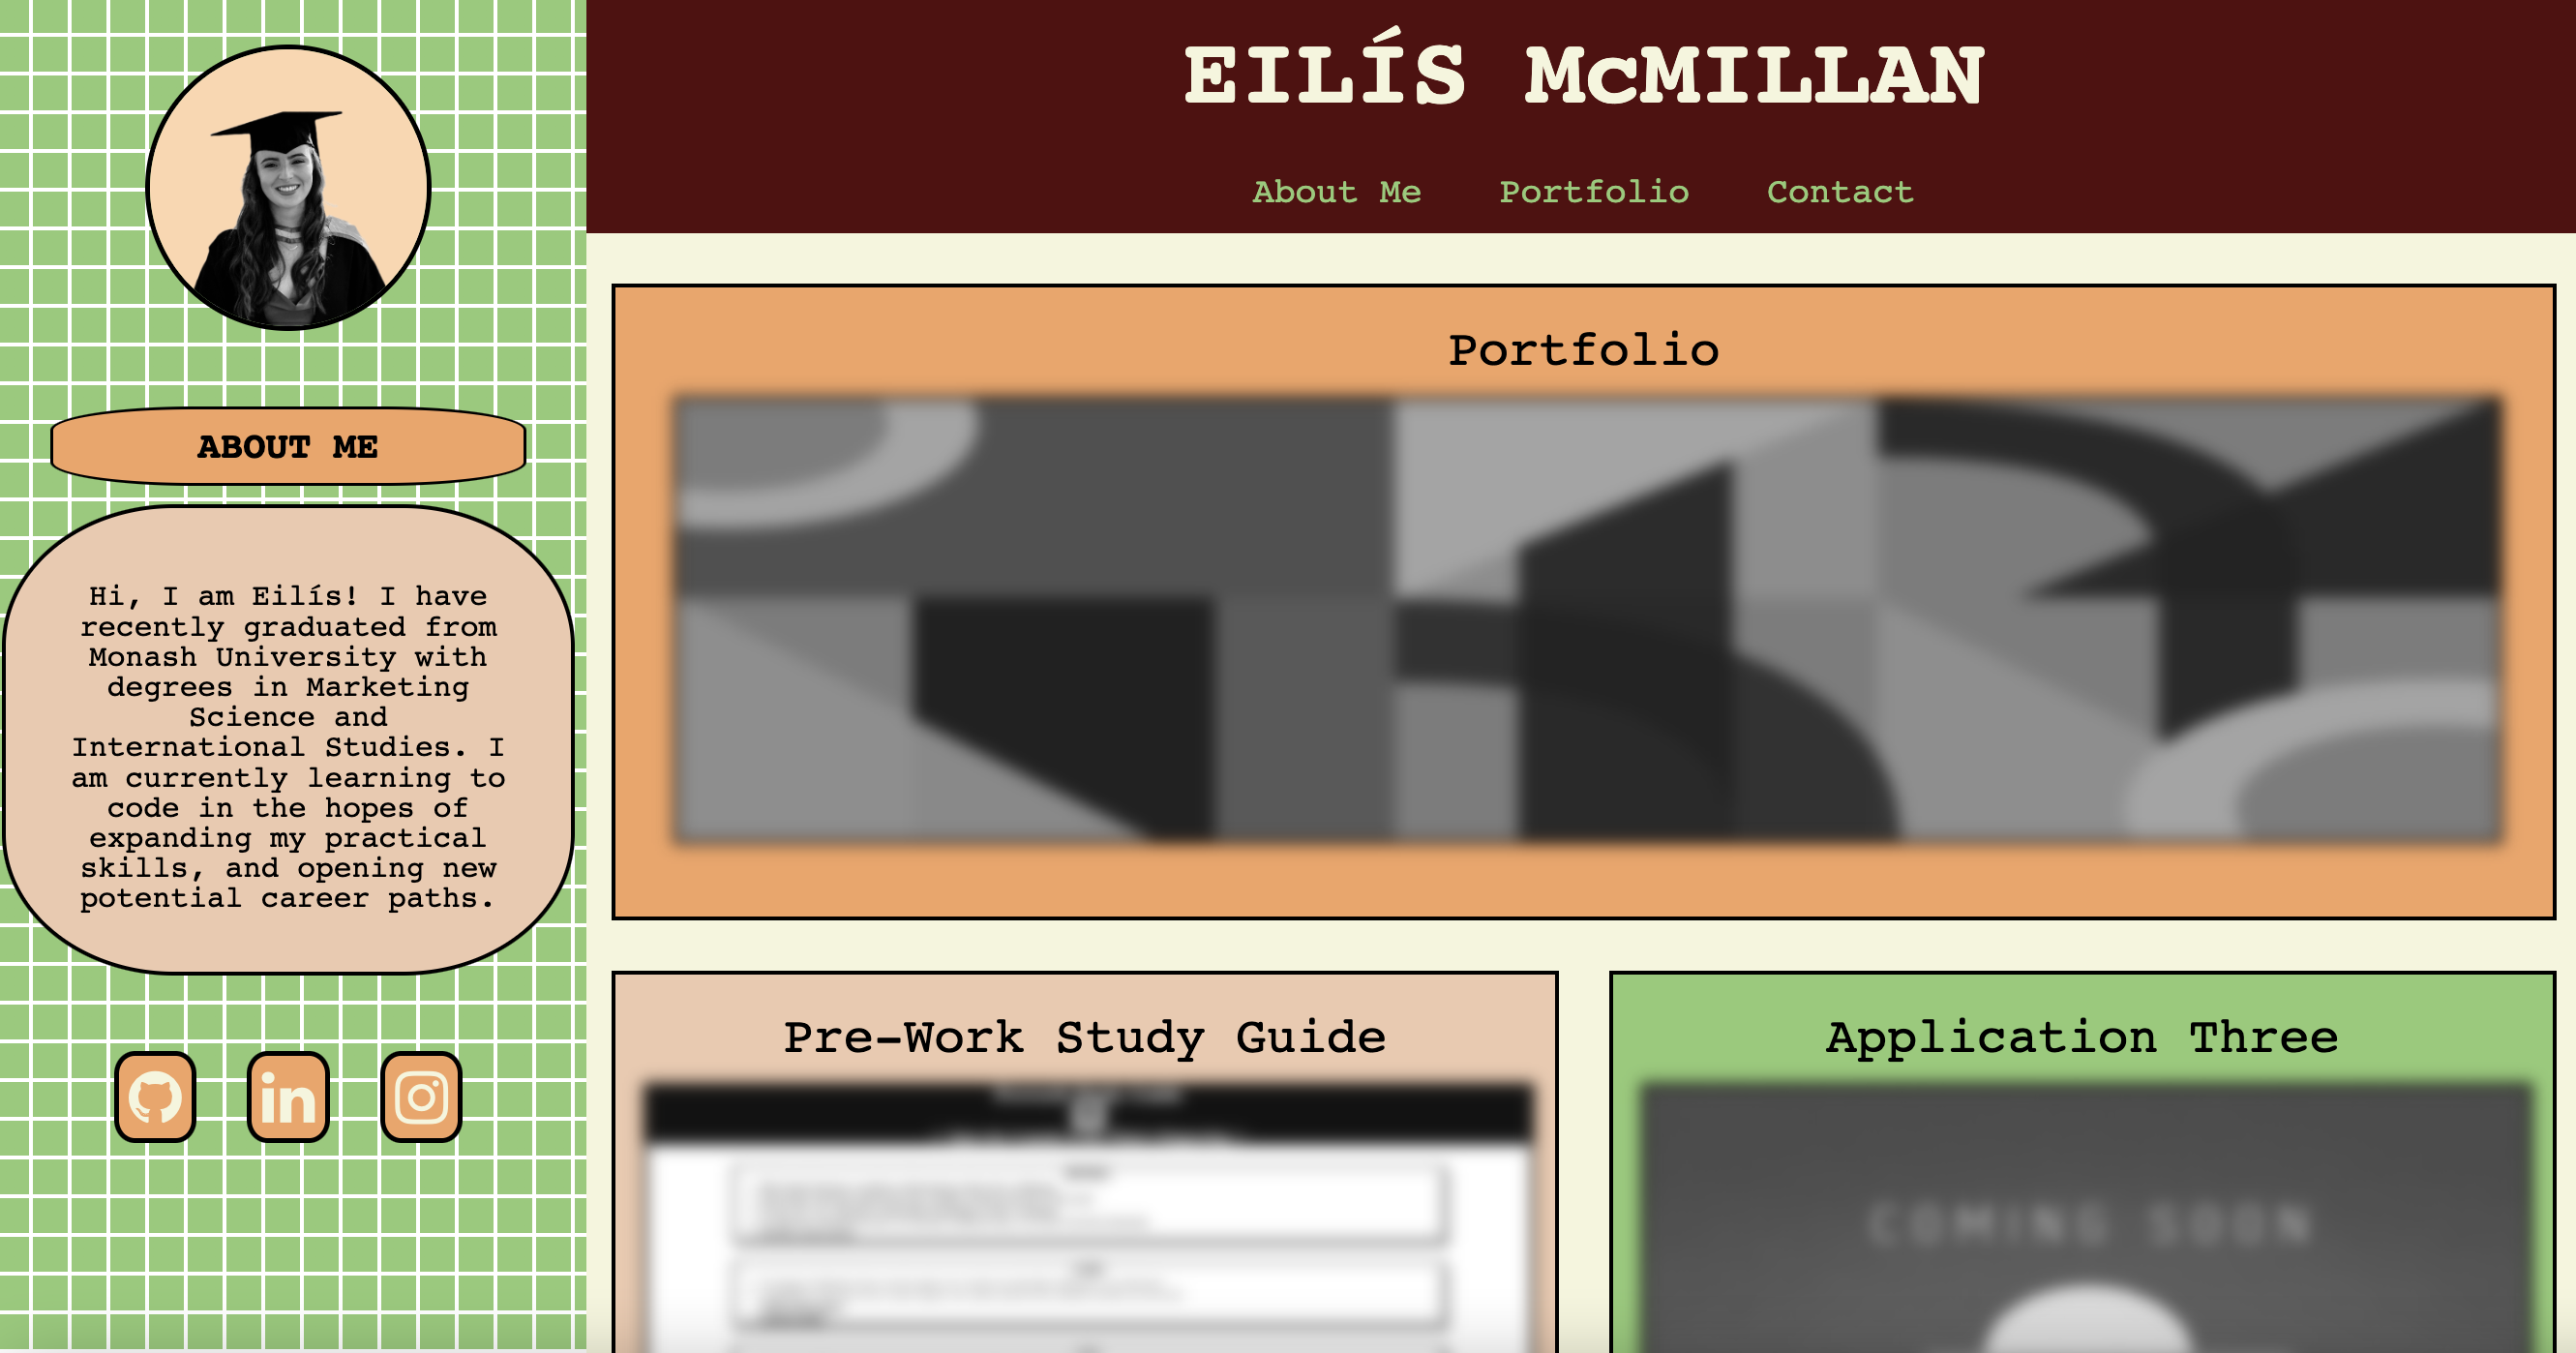 EILÍS McMILLAN
About Me Portfolio Contact
ABOUT ME
Hi, I am Eilís! I have
recently graduated from
Monash University with
degrees in Marketing
Science and
International Studies. I
am currently learning to
code in the hopes of
expanding my practical
skills, and opening new
potential career paths.
in
Portfolio
Pre-Work Study Guide
Application Three
COMING SOON